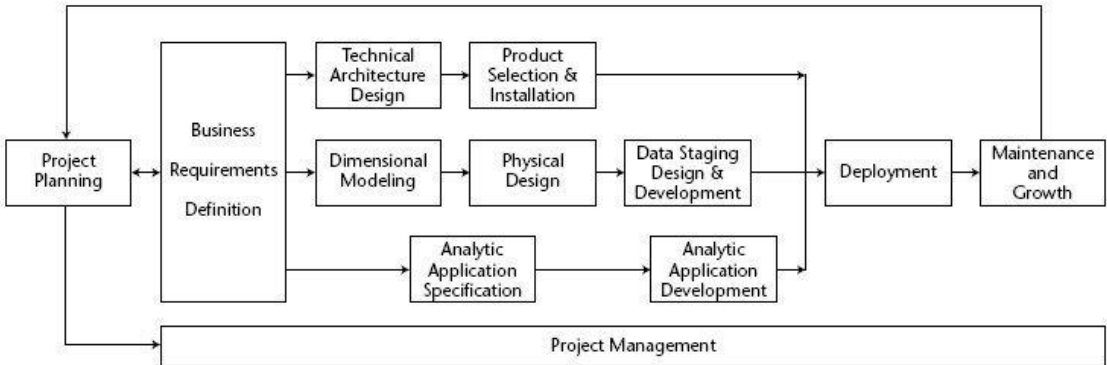 Technical
Architecture
Design
Product
Selection &
Installation
Project
Planning
Business
Requirements
Definition
Dimensional
Modeling
Physical
Design
Data Staging
Design &
Development
Deployment
Maintenance
and
Growth
Analytic
Application
Specification
Analytic
Application
Development
Project Management